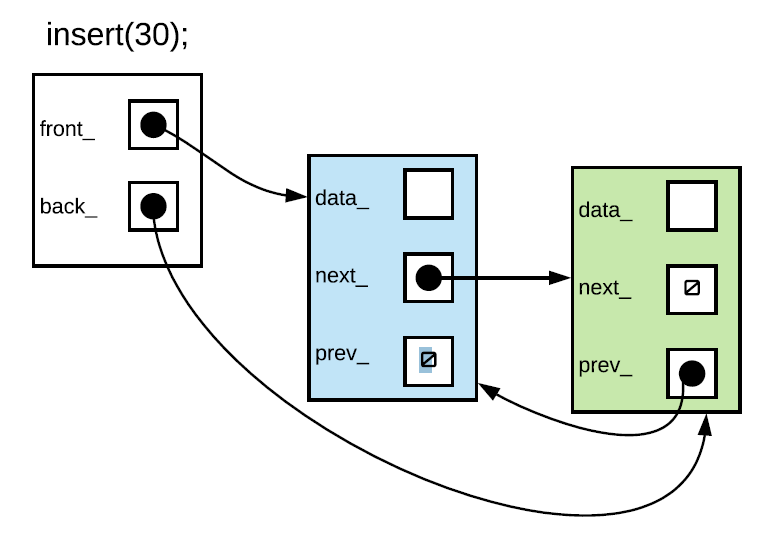 insert(30);
front_
back_
data_
next_
prev_
data_
next_
prev_